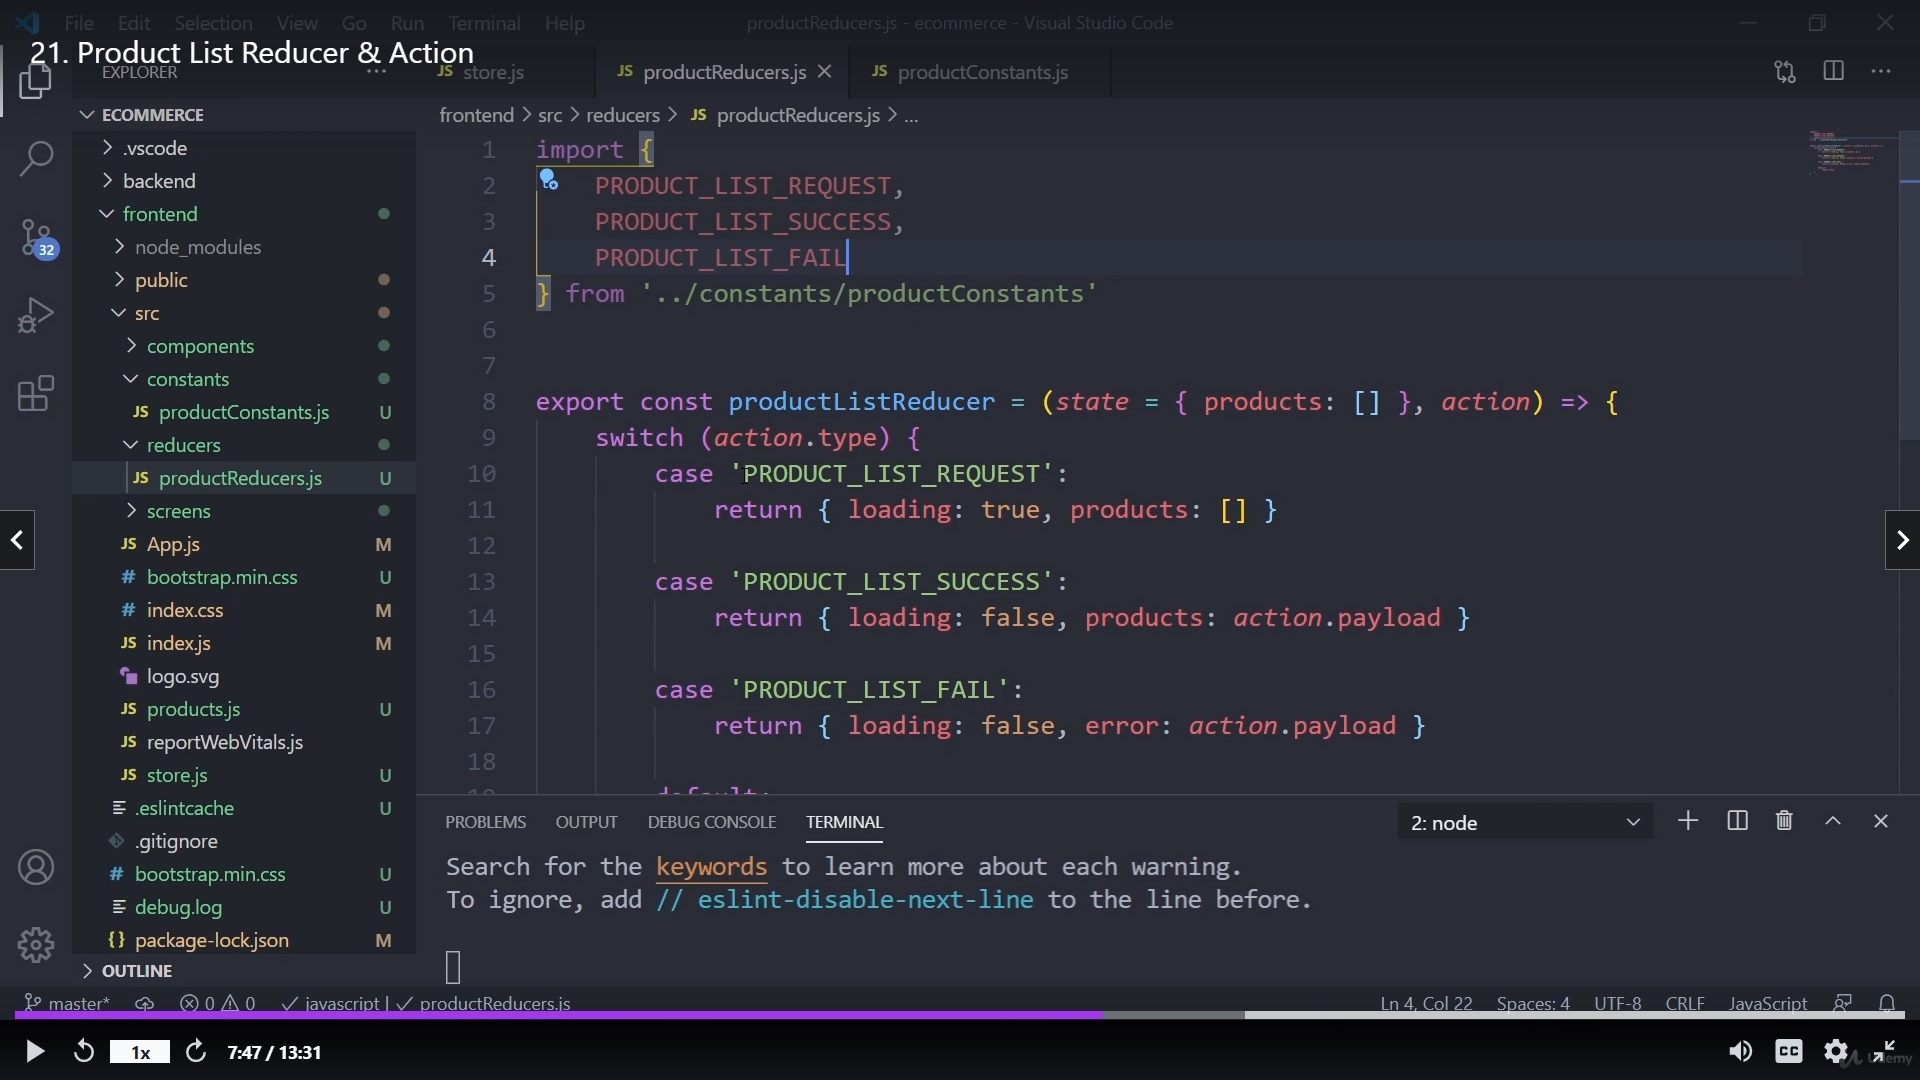 File Edit Selection View Go Run Terminal Help productReducers.js - ecommerce - Visual Studio Code
21. Product List Reducer & Action
EXPLORER ... JS store.js JS productReducers.js JS productConstants.js
ECOMMERCE
frontend > src > reducers > JS productReducers.js > ...
.vscode
backend
frontend
node_modules
public
src
components
constants
JS productConstants.js U
reducers
JS productReducers.js U
screens
JS App.js M
# bootstrap.min.css U
# index.css M
JS index.js M
logo.svg
JS products.js U
JS reportWebVitals.js
JS store.js U
.eslintcache U
.gitignore
# bootstrap.min.css U
debug.log U
{} package-lock.json M
OUTLINE
32
1 import {
2 PRODUCT_LIST_REQUEST,
3 PRODUCT_LIST_SUCCESS,
4 PRODUCT_LIST_FAIL
5 } from '../constants/productConstants'
6
7
8 export const productListReducer = (state = { products: [] }, action) => {
9 switch (action.type) {
10 case 'PRODUCT_LIST_REQUEST':
11 return { loading: true, products: [] }
12
13 case 'PRODUCT_LIST_SUCCESS':
14 return { loading: false, products: action.payload }
15
16 case 'PRODUCT_LIST_FAIL':
17 return { loading: false, error: action.payload }
18
19 default:
PROBLEMS OUTPUT DEBUG CONSOLE TERMINAL 2: node
Search for the keywords to learn more about each warning.
To ignore, add // eslint-disable-next-line to the line before.
master* 0 0 javascript | productReducers.js Ln 4, Col 22 Spaces: 4 UTF-8 CRLF JavaScript
1x 7:47 / 13:31 CC Udemy